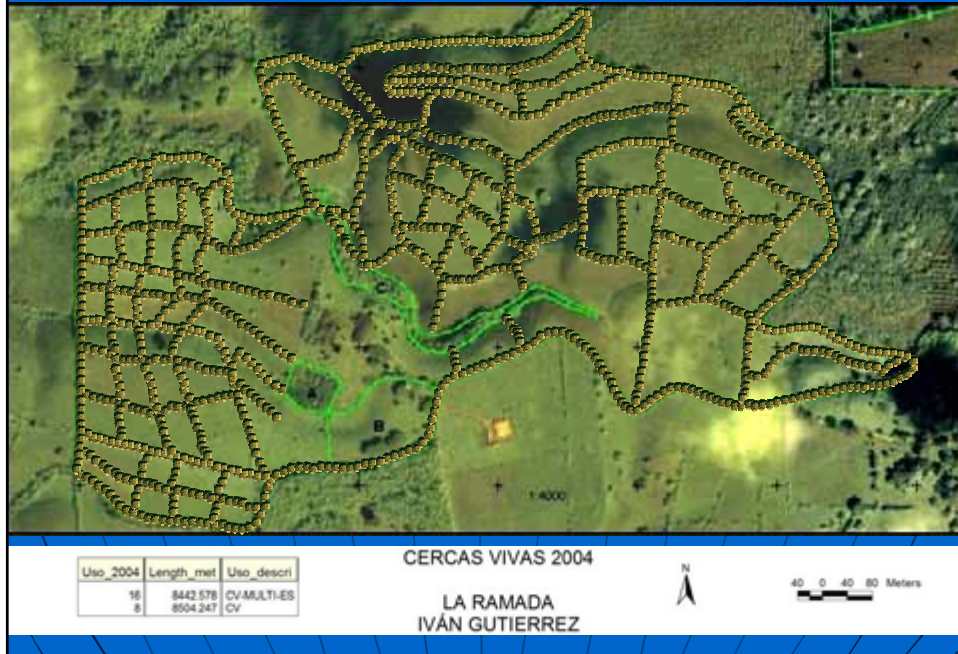 B
1:4000
CERCAS VIVAS 2004
LA RAMADA
IVÁN GUTIERREZ
Uso_2004 Length_met Uso_descri
16 8442.578 CV-MULTI-ES
8 8504.247 CV
N
40 0 40 80 Meters